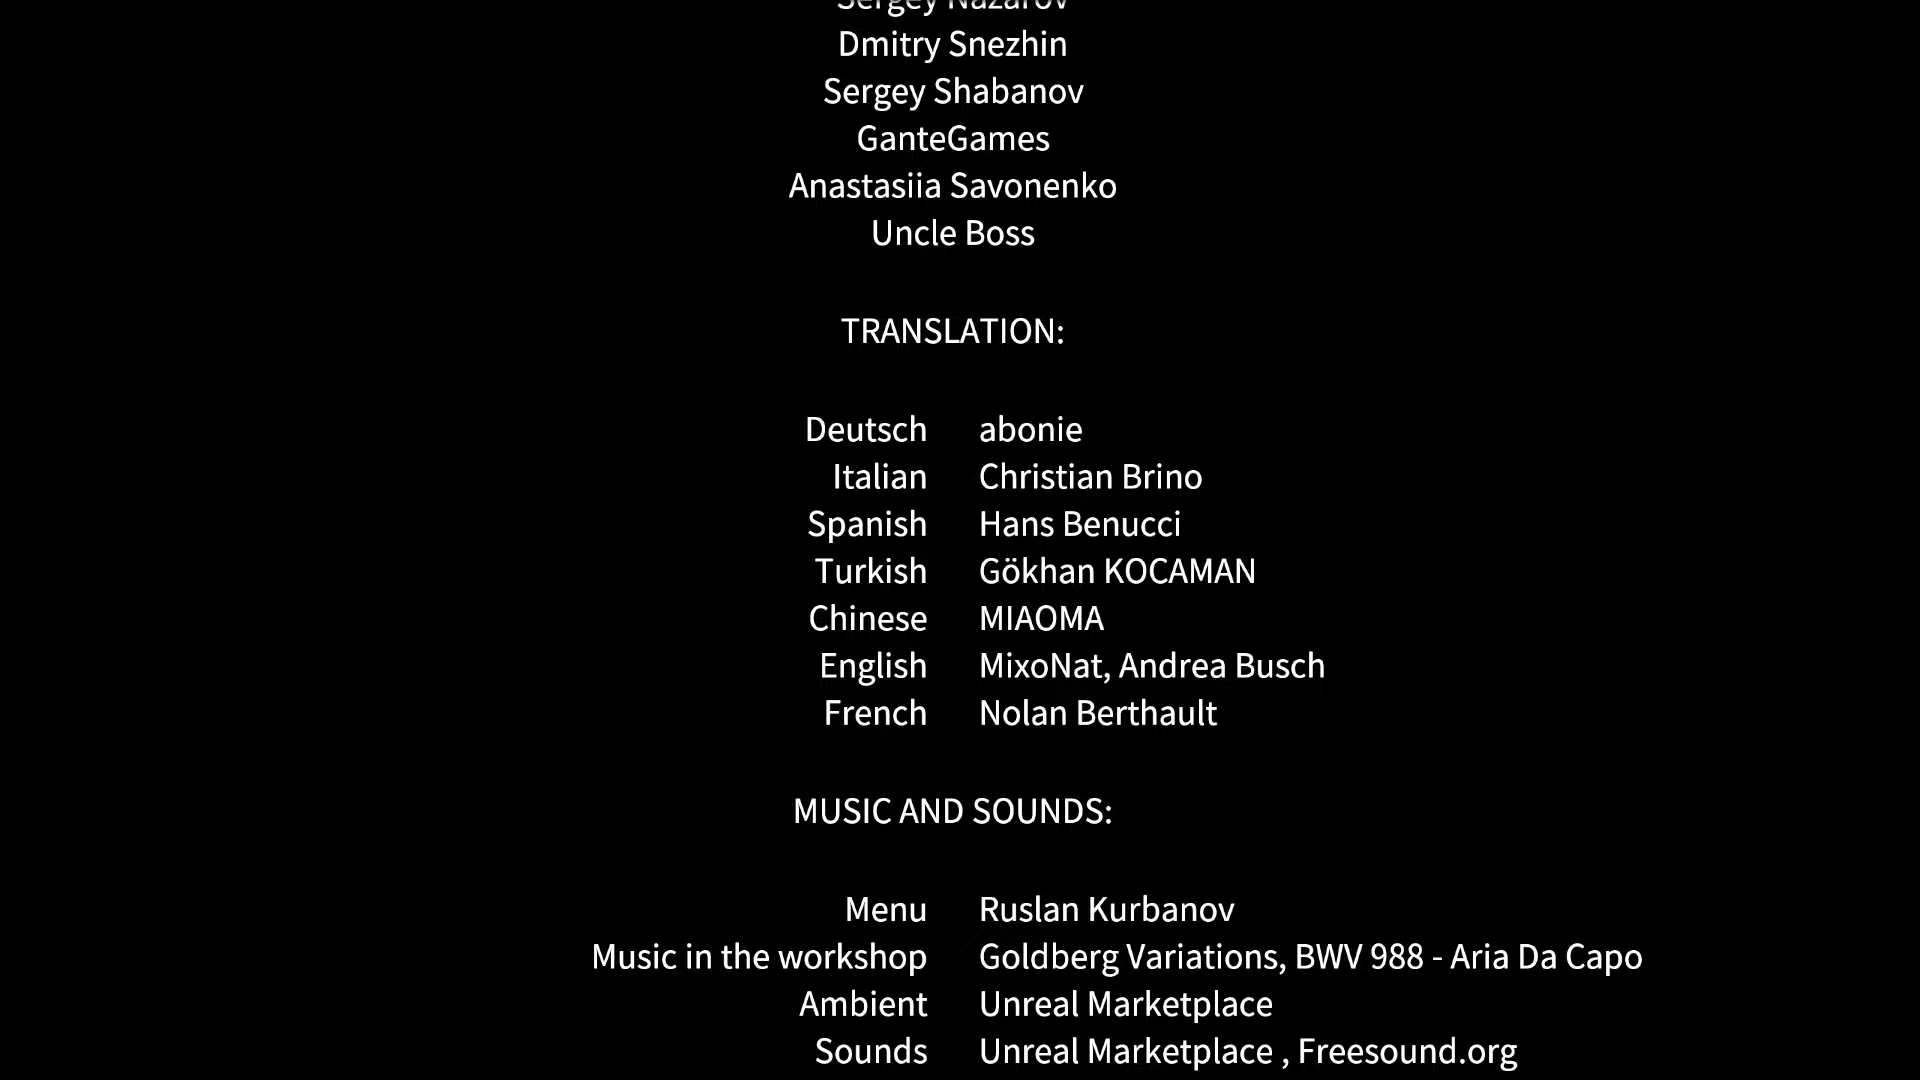 Sergey Nazarov
Dmitry Snezhin
Sergey Shabanov
GanteGames
Anastasiia Savonenko
Uncle Boss
TRANSLATION:
Deutsch abonie
Italian Christian Brino
Spanish Hans Benucci
Turkish Gökhan KOCAMAN
Chinese MIAOMA
English MixoNat, Andrea Busch
French Nolan Berthault
MUSIC AND SOUNDS:
Menu Ruslan Kurbanov
Music in the workshop Goldberg Variations, BWV 988 - Aria Da Capo
Ambient Unreal Marketplace
Sounds Unreal Marketplace , Freesound.org